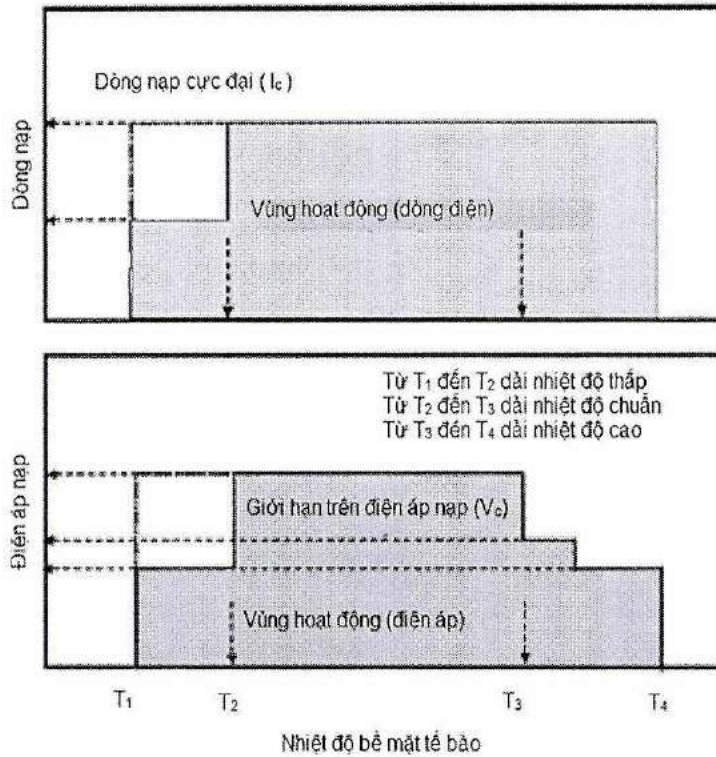 Dòng nạp cực đại (Ic)
Dòng nạp
Vùng hoạt động (dòng điện)
Từ T1 đến T2 dải nhiệt độ thấp
Từ T2 đến T3 dải nhiệt độ chuẩn
Từ T3 đến T4 dải nhiệt độ cao
Điện áp nạp
Giới hạn trên điện áp nạp (Vc)
Vùng hoạt động (điện áp)
T1 T2 T3 T4
Nhiệt độ bề mặt tế bào